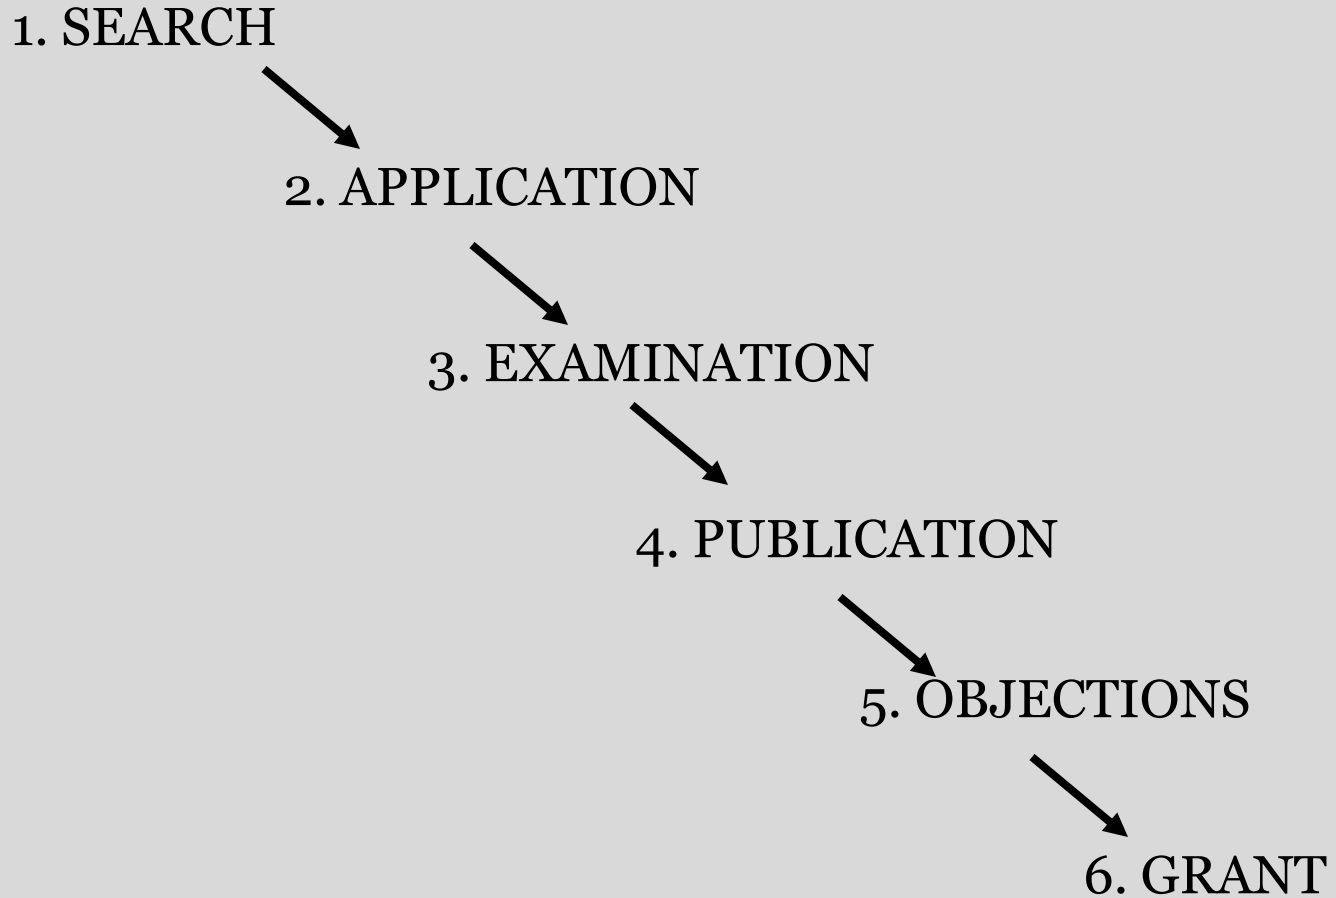 1. SEARCH
2. APPLICATION
3. EXAMINATION
4. PUBLICATION
5. OBJECTIONS
6. GRANT